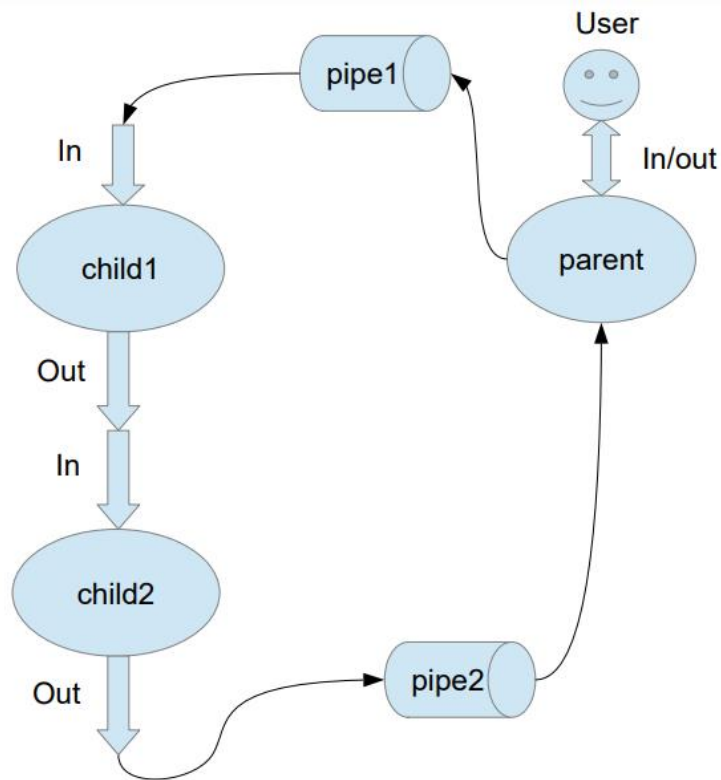 User
pipe1
In
In/out
child1
parent
Out
In
child2
pipe2
Out